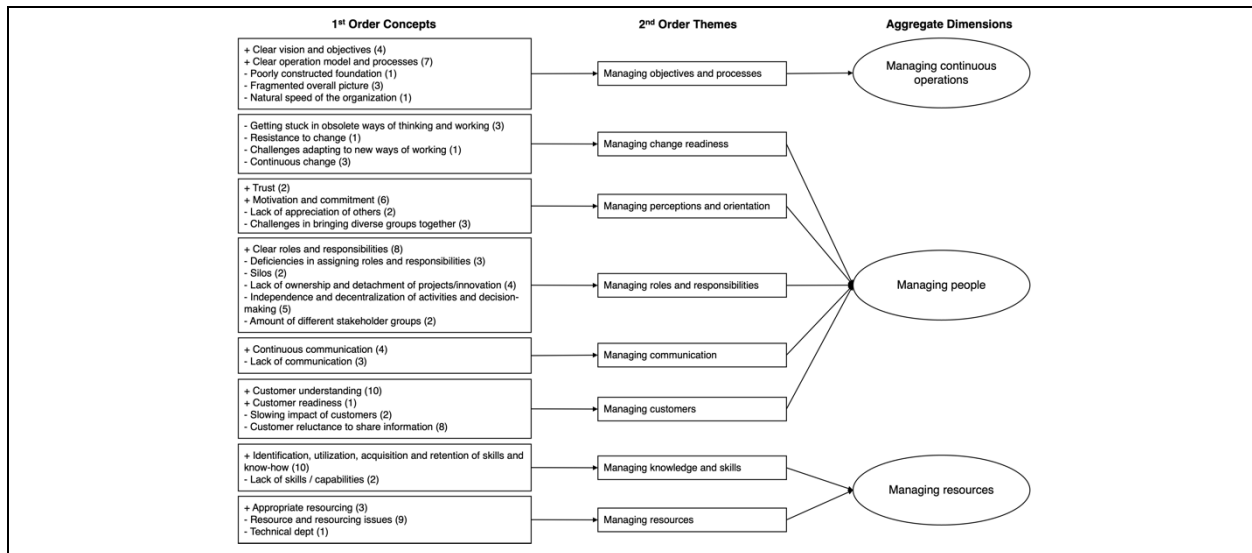 1st Order Concepts
2nd Order Themes
Aggregate Dimensions
+ Clear vision and objectives (4)
+ Clear operation model and processes (7)
- Poorly constructed foundation (1)
- Fragmented overall picture (3)
- Natural speed of the organization (1)
Managing objectives and processes
Managing continuous
operations
- Getting stuck in obsolete ways of thinking and working (3)
- Resistance to change (1)
- Challenges adapting to new ways of working (1)
- Continuous change (3)
Managing change readiness
+ Trust (2)
+ Motivation and commitment (6)
- Lack of appreciation of others (2)
- Challenges in bringing diverse groups together (3)
Managing perceptions and orientation
+ Clear roles and responsibilities (8)
- Deficiencies in assigning roles and responsibilities (3)
- Silos (2)
- Lack of ownership and detachment of projects/innovation (4)
- Independence and decentralization of activities and decision-
making (5)
- Amount of different stakeholder groups (2)
Managing roles and responsibilities
Managing people
+ Continuous communication (4)
- Lack of communication (3)
Managing communication
+ Customer understanding (10)
+ Customer readiness (1)
- Slowing impact of customers (2)
- Customer reluctance to share information (8)
Managing customers
+ Identification, utilization, acquisition and retention of skills and
know-how (10)
- Lack of skills / capabilities (2)
Managing knowledge and skills
Managing resources
+ Appropriate resourcing (3)
- Resource and resourcing issues (9)
- Technical dept (1)
Managing resources